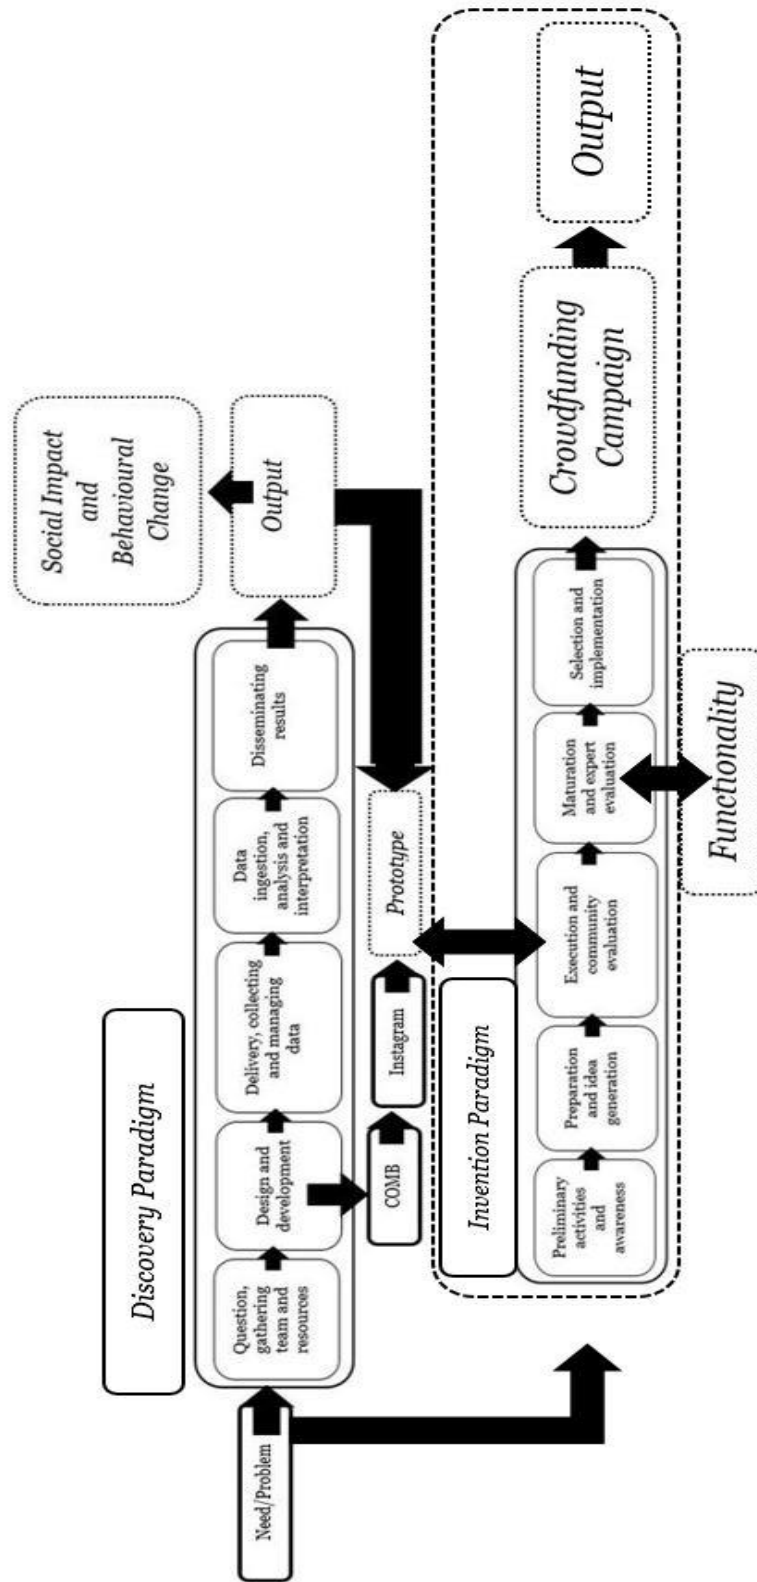 Discovery Paradigm
Need/Problem
Question,
gathering
team and
resources
Design and
development
Delivery, collecting
and managing
data
Data
ingestion,
analysis and
interpretation
Disseminating
results
Output
Social Impact
and
Behavioural
Change
COMB
Instagram
Prototype
Invention Paradigm
Preliminary
activities
and
awareness
Preparation
and idea
generation
Execution and
community
evaluation
Maturation
and expert
evaluation
Selection and
implementation
Crowdfunding
Campaign
Output
Functionality